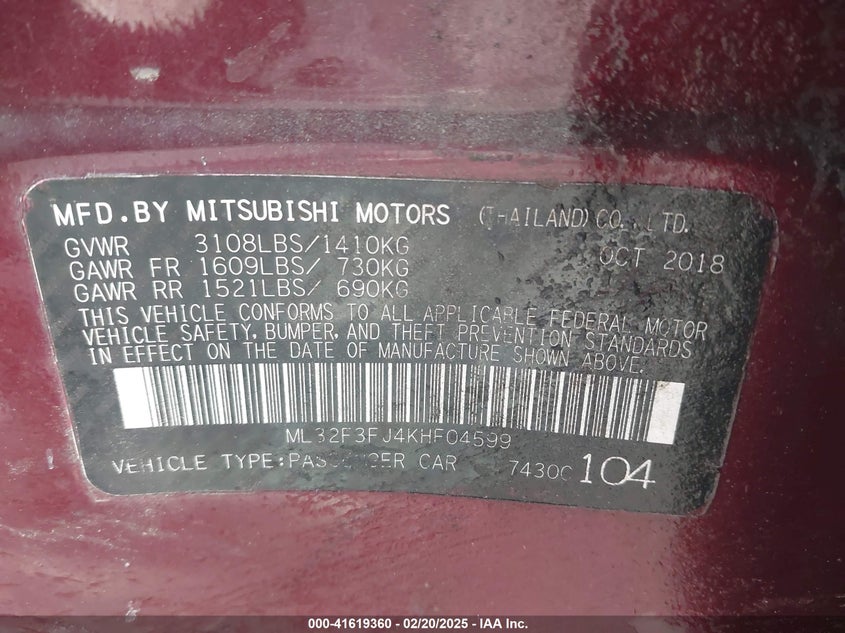 MFD.BY MITSUBISHI MOTORS (THAILAND) CO., LTD.
GVWR 3108LBS/1410KG OCT 2018
GAWR FR 1609LBS/ 730KG
GAWR RR 1521LBS/ 690KG
THIS VEHICLE CONFORMS TO ALL APPLICABLE FEDERAL MOTOR
VEHICLE SAFETY, BUMPER, AND THEFT PREVENTION STANDARDS
IN EFFECT ON THE DATE OF MANUFACTURE SHOWN ABOVE.
ML32F3FJ4KHF04599
VEHICLE TYPE:PASSENGER CAR 104
000-41619360 - 02/20/2025 - IAA Inc.